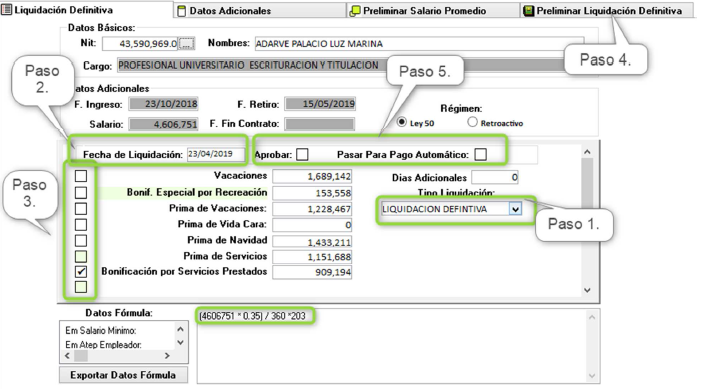 Liquidación Definitiva Datos Adicionales Preliminar Salario Promedio Preliminar Liquidación Definitiva
Datos Básicos:
Nit: 43,590,969.0 ... Nombres: ADARVE PALACIO LUZ MARINA
Cargo: PROFESIONAL UNIVERSITARIO ESCRITURACION Y TITULACION
Paso 4.
Paso 2.
Paso 5.
Datos Adicionales
F. Ingreso: 23/10/2018 F. Retiro: 15/05/2019 Régimen:
Salario: 4,606,751 F. Fin Contrato: Ley 50 Retroactivo
Fecha de Liquidación: 23/04/2019 Aprobar: Pasar Para Pago Automático:
Paso 3.
Vacaciones 1,689,142 Dias Adicionales 0
Bonif. Especial por Recreación 153,558 Tipo Liquidación:
Prima de Vacaciones: 1,228,467 LIQUIDACION DEFINTIVA
Paso 1.
Prima de Vida Cara: 0
Prima de Navidad 1,433,211
Prima de Servicios 1,151,688
Bonificación por Servicios Prestados 909,194
Datos Fórmula: (4606751 * 0.35) / 360 *203
Em Salario Minimo:
Em Atep Empleador:
Exportar Datos Fórmula